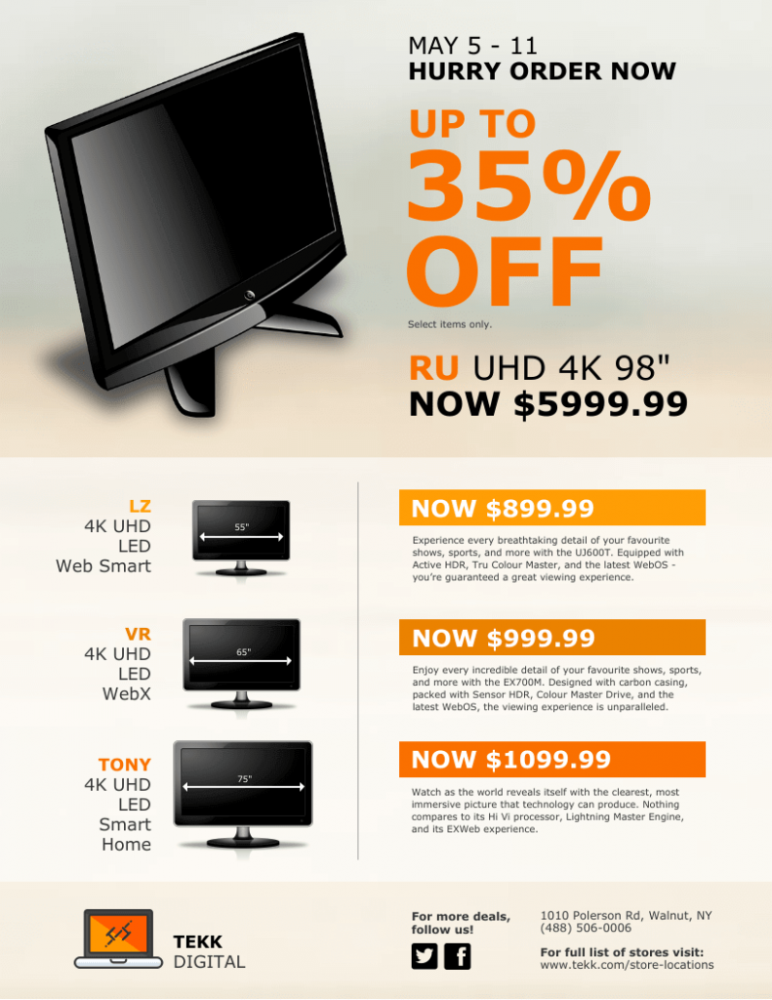 MAY 5 - 11
HURRY ORDER NOW
UP TO
35%
OFF
Select items only.
RU UHD 4K 98"
NOW $5999.99
LZ
4K UHD
LED
Web Smart
55"
NOW $899.99
Experience every breathtaking detail of your favourite
shows, sports, and more with the UJ600T. Equipped with
Active HDR, Tru Colour Master, and the latest WebOS -
you're guaranteed a great viewing experience.
VR
4K UHD
LED
WebX
65"
NOW $999.99
Enjoy every incredible detail of your favourite shows, sports,
and more with the EX700M. Designed with carbon casing,
packed with Sensor HDR, Colour Master Drive, and the
latest WebOS, the viewing experience is unparalleled.
TONY
4K UHD
LED
Smart
Home
75"
NOW $1099.99
Watch as the world reveals itself with the clearest, most
immersive picture that technology can produce. Nothing
compares to its Hi Vi processor, Lightning Master Engine,
and its EXWeb experience.
TEKK
DIGITAL
For more deals,
follow us!
1010 Polerson Rd, Walnut, NY
(488) 506-0006
For full list of stores visit:
www.tekk.com/store-locations